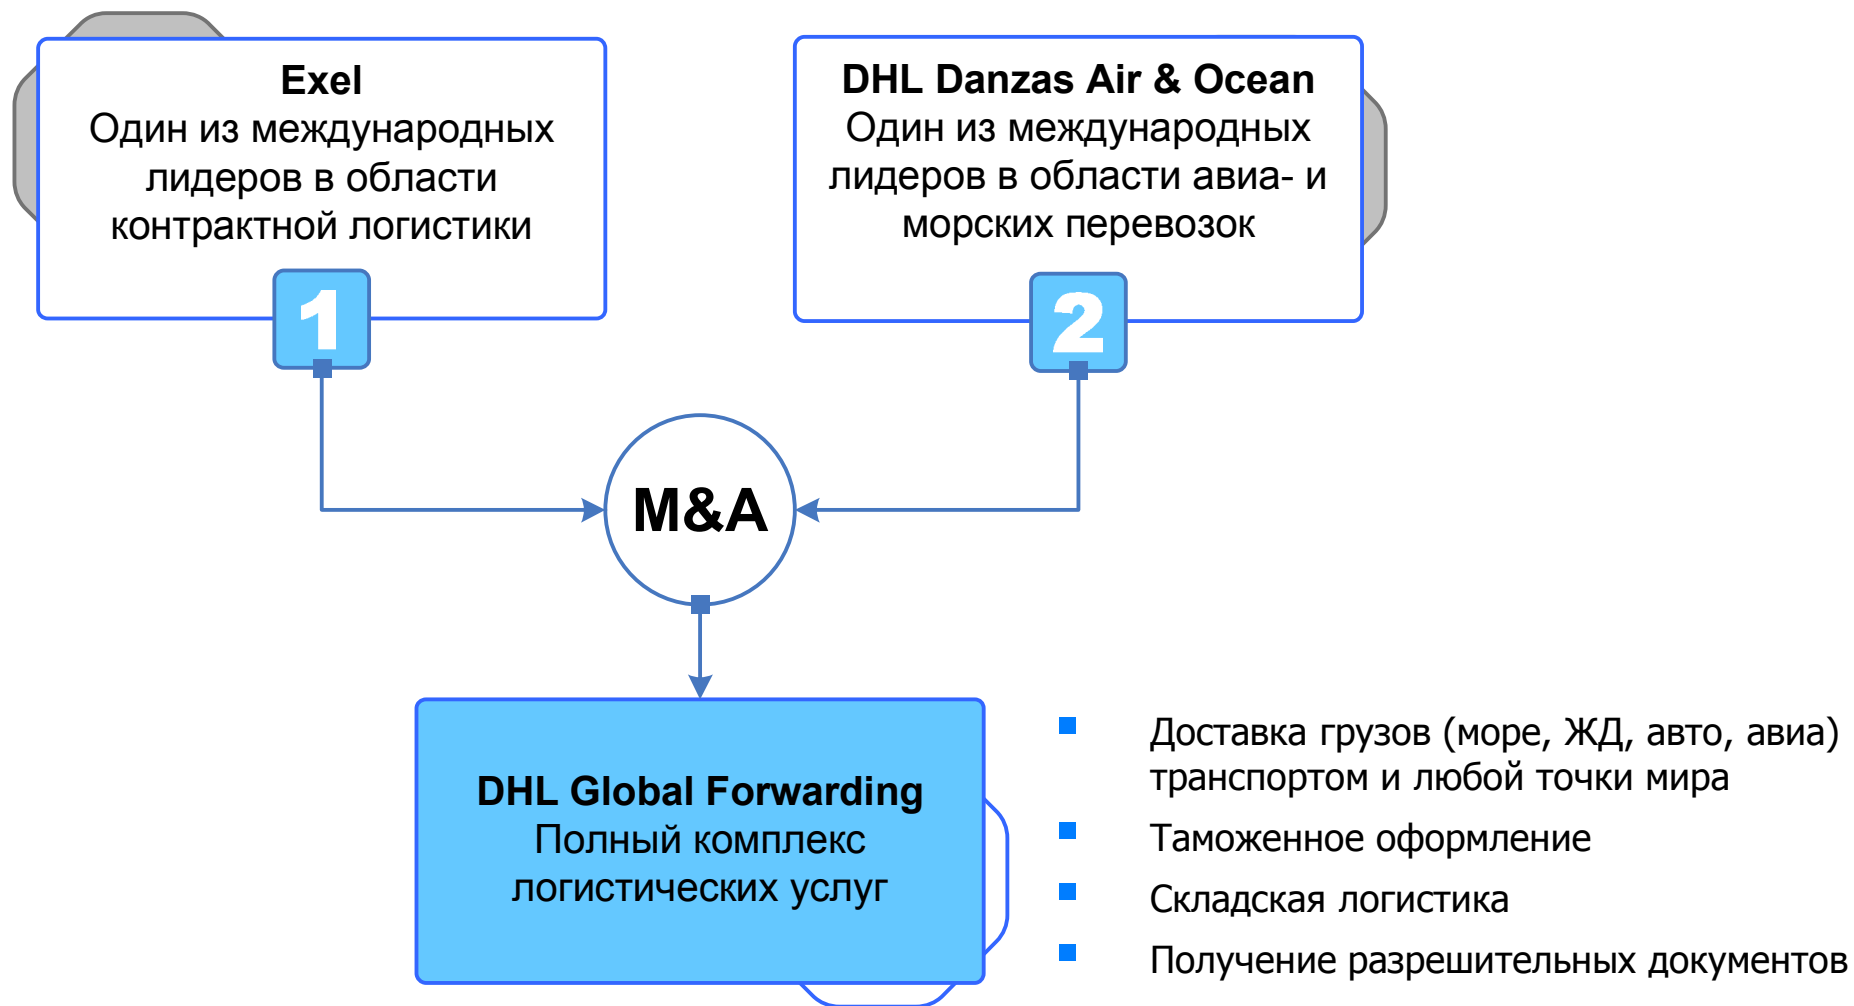 Exel
Один из международных
лидеров в области
контрактной логистики
1
DHL Danzas Air & Ocean
Один из международных
лидеров в области авиа- и
морских перевозок
2
M&A
DHL Global Forwarding
Полный комплекс
логистических услуг
Доставка грузов (море, ЖД, авто, авиа)
транспортом и любой точки мира
Таможенное оформление
Складская логистика
Получение разрешительных документов